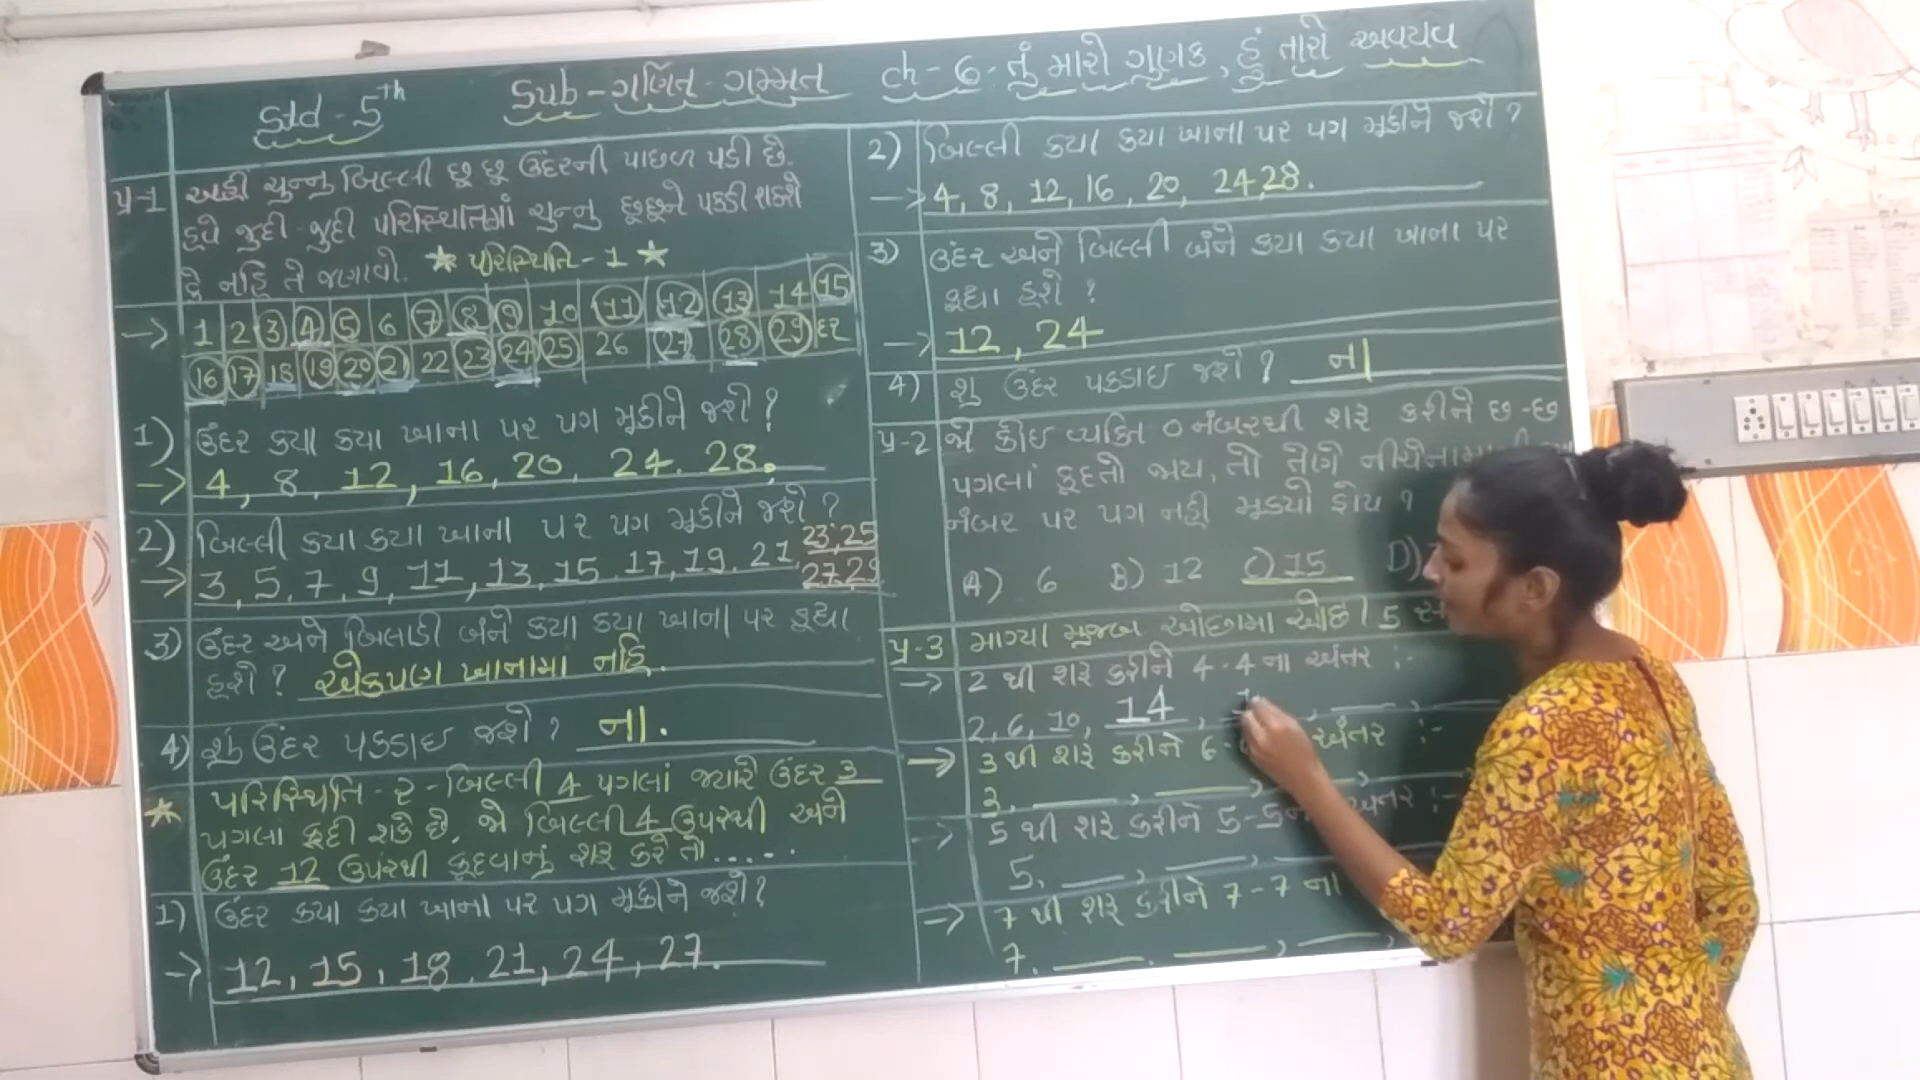 Std - 5th Sub - ગણિત - ગમ્મત ch - 6 - તું મારો ગુણક, હું તારો અવયવ
પ્ર-1 અહી ચુન્નુ બિલ્લી છૂ છૂ ઉંદરની પાછળ પડી છે.
હવે જુદી-જુદી પરિસ્થિતિમાં ચુન્નુ છૂછૂને પકડી શકશે
કે નહિ તે જણાવો. ★ પરિસ્થિતિ - 1 ★
→ 1 2 3 4 5 6 7 8 9 10 11 12 13 14 15
16 17 18 19 20 21 22 23 24 25 26 27 28 29 દર
1) ઉંદર કયા કયા ખાના પર પગ મૂકીને જશે?
→ 4, 8, 12, 16, 20, 24. 28.
2) બિલ્લી કયા કયા ખાના પર પગ મૂકીને જશે?
→ 3, 5, 7, 9, 11, 13, 15, 17, 19, 21, 23, 25
27, 29
3) ઉંદર અને બિલાડી બંને કયા કયા ખાના પર કૂદ્યા
હશે? એકપણ ખાનામા નહિ.
4) શું ઉંદર પકડાઇ જશે? ના.
★ પરિસ્થિતિ - ર - બિલ્લી 4 પગલાં જ્યારે ઉંદર 3
પગલા કૂદી શકે છે. જો બિલ્લી 4 ઉપરથી અને
ઉંદર 12 ઉપરથી કૂદવાનું શરૂ કરે તો.....
1) ઉંદર કયા કયા ખાના પર પગ મૂકીને જશે?
→ 12, 15, 18, 21, 24, 27.
2) બિલ્લી કયા કયા ખાના પર પગ મૂકીને જશે?
→ 4, 8, 12, 16, 20, 24, 28.
3) ઉંદર અને બિલ્લી બંને કયા કયા ખાના પર
કૂદ્યા હશે?
→ 12, 24
4) શુ ઉંદર પકડાઇ જશે? ના
પ્ર-2 જો કોઇ વ્યકિત 0 નંબરથી શરૂ કરીને છ-છ
પગલાં કૂદતો જાય, તો તેણે
નંબર પર પગ નહી મૂક્યો હોય?
A) 6 B) 12 C) 15 D)
પ્ર-3 માગ્યા મુજબ ઓછામા ઓછી 5
→ 2 થી શરૂ કરીને 4-4 ના અંતર :-
2, 6, 10, 14,
→ 3 થી શરૂ કરીને 6- અંતર :-
3,
→ 5 થી શરૂ કરીને 5-5 ના અંતર :-
5,
→ 7 થી શરૂ કરીને 7-7 ના
7,